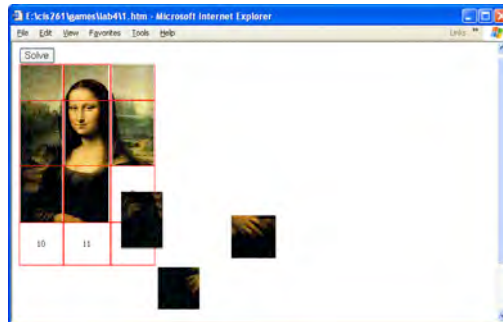 E:\cis261\games\lab4\1.htm - Microsoft Internet Explorer
File Edit View Favorites Tools Help Links »
Solve
10 11